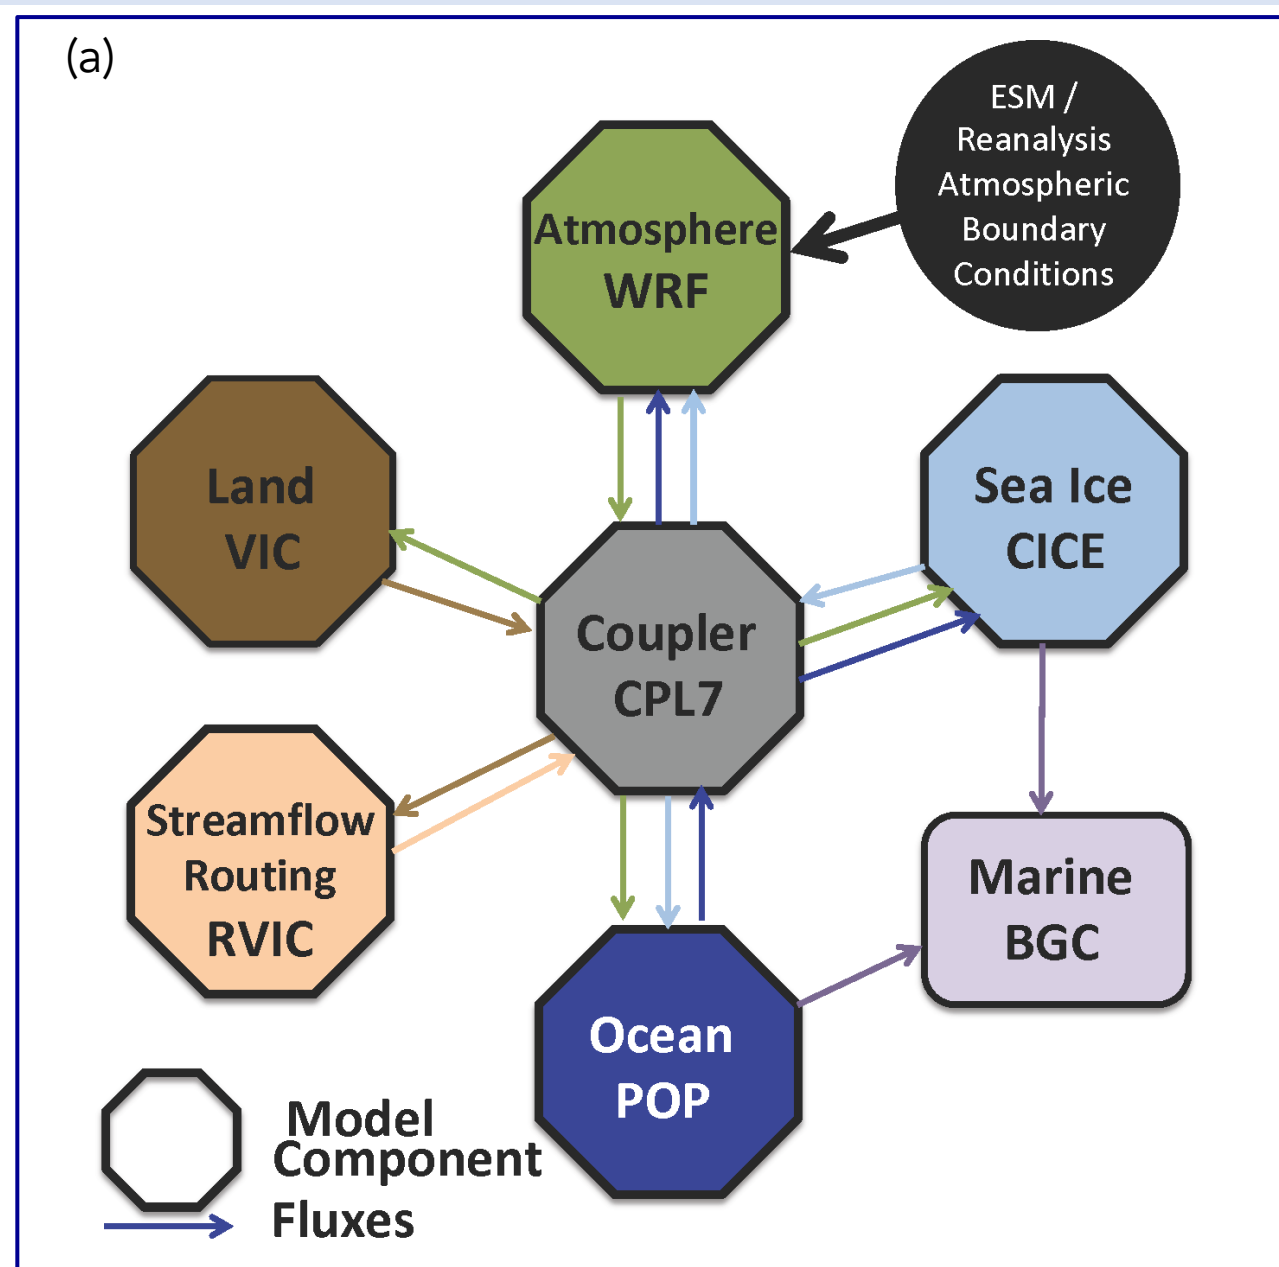 (a)
ESM /
Reanalysis
Atmospheric
Boundary
Conditions
Atmosphere
WRF
Land
VIC
Sea Ice
CICE
Coupler
CPL7
Streamflow
Routing
RVIC
Marine
BGC
Ocean
POP
Model
Component
Fluxes